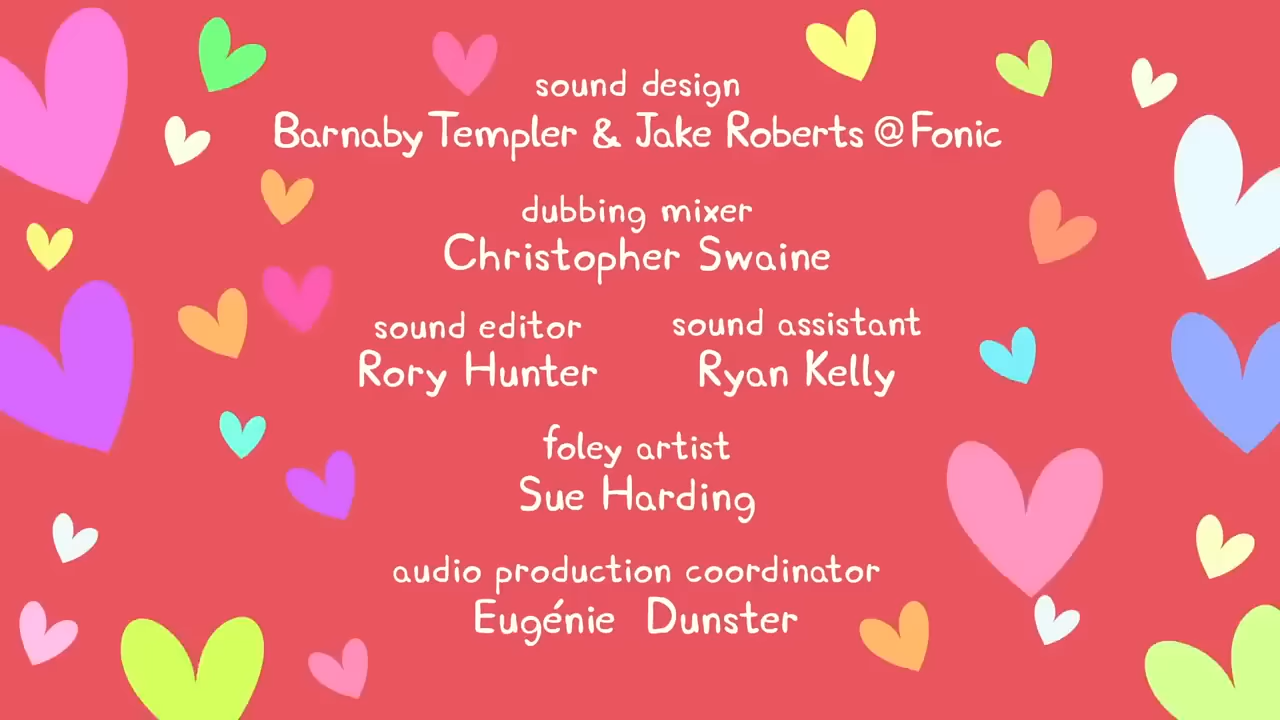 sound design
Barnaby Templer & Jake Roberts @ Fonic
dubbing mixer
Christopher Swaine
sound editor
Rory Hunter
sound assistant
Ryan Kelly
foley artist
Sue Harding
audio production coordinator
Eugénie Dunster